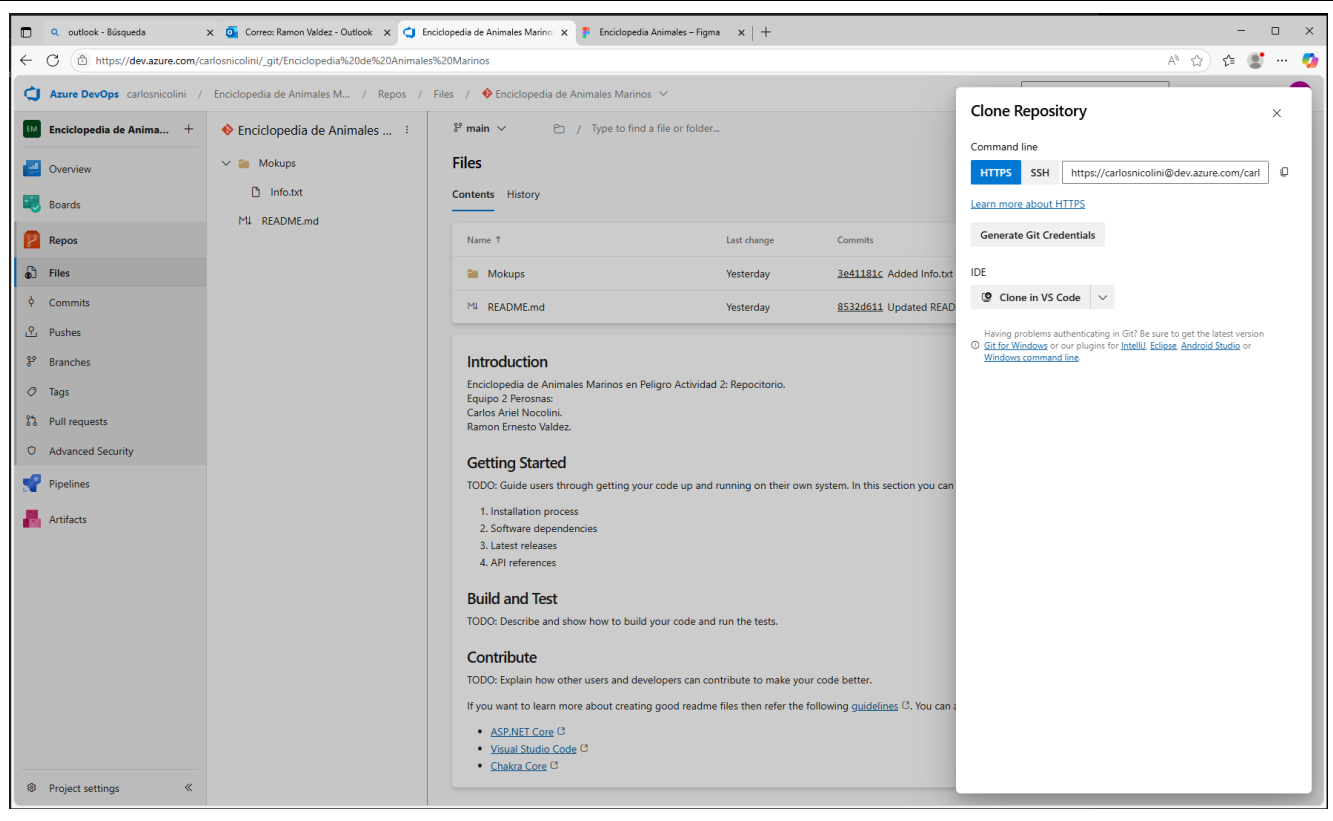 outlook - Búsqueda
Correo: Ramon Valdez - Outlook
Enciclopedia de Animales Marino
Enciclopedia Animales – Figma
https://dev.azure.com/carlosnicolini/_git/Enciclopedia%20de%20Animales%20Marinos
Azure DevOps carlosnicolini / Enciclopedia de Animales M... / Repos / Files / Enciclopedia de Animales Marinos
EM Enciclopedia de Anima... +
Overview
Boards
Repos
Files
Commits
Pushes
Branches
Tags
Pull requests
Advanced Security
Pipelines
Artifacts
Project settings
Enciclopedia de Animales ...
Mokups
Info.txt
README.md
main / Type to find a file or folder...
Files
Contents History
Name ↑ Last change Commits
Mokups Yesterday 3e41181c Added Info.txt
README.md Yesterday 8532d611 Updated READ
Introduction
Enciclopedia de Animales Marinos en Peligro Actividad 2: Repocitorio.
Equipo 2 Perosnas:
Carlos Ariel Nocolini.
Ramon Ernesto Valdez.
Getting Started
TODO: Guide users through getting your code up and running on their own system. In this section you can
1. Installation process
2. Software dependencies
3. Latest releases
4. API references
Build and Test
TODO: Describe and show how to build your code and run the tests.
Contribute
TODO: Explain how other users and developers can contribute to make your code better.
If you want to learn more about creating good readme files then refer the following guidelines. You can a
• ASP.NET Core
• Visual Studio Code
• Chakra Core
Clone Repository
Command line
HTTPS SSH https://carlosnicolini@dev.azure.com/carl
Learn more about HTTPS
Generate Git Credentials
IDE
Clone in VS Code
Having problems authenticating in Git? Be sure to get the latest version
Git for Windows or our plugins for IntelliJ, Eclipse, Android Studio or
Windows command line.